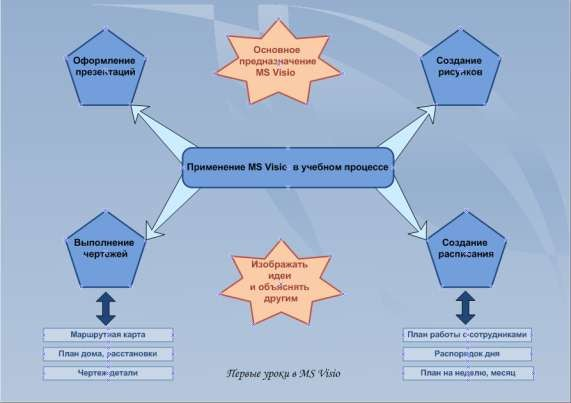 Оформление
презентаций
Основное
предназначение
MS Visio
Создание
рисунков
Применение MS Visio в учебном процессе
Выполнение
чертежей
Изображать
идеи
и объяснять
другим
Создание
расписания
Маршрутная карта
План дома, расстановки
Чертеж детали
План работы с сотрудниками
Распорядок дня
План на неделю, месяц
Первые уроки в MS Visio